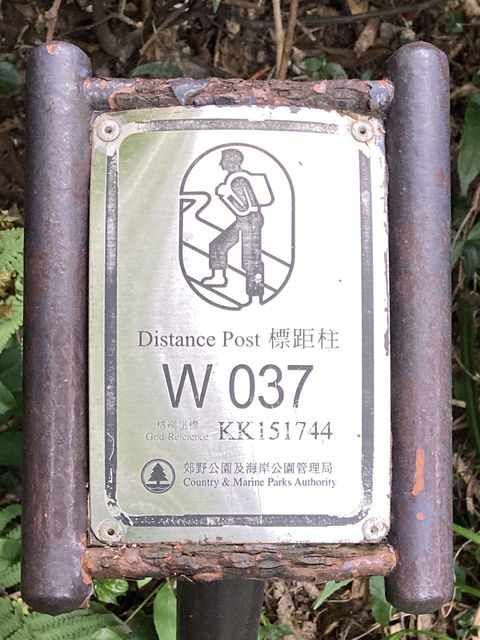 Distance Post 標距柱
W 037
格網座標
Grid Reference KK151744
郊野公園及海岸公園管理局
Country & Marine Parks Authority